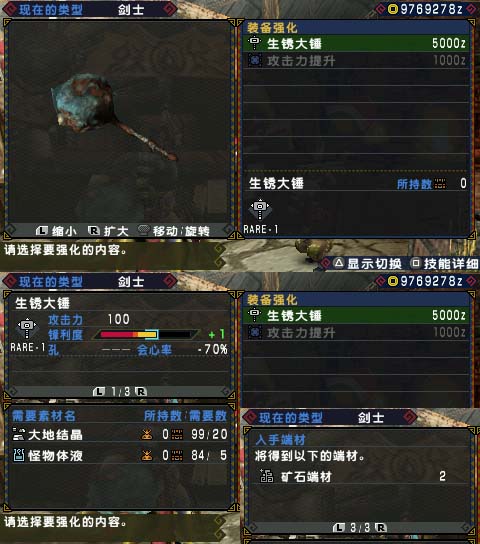 现在的类型 剑士
9769278z
装备强化
生锈大锤 5000z
攻击力提升 1000z
生锈大锤 所持数 0
RARE-1
L 缩小 R 扩大 移动/旋转
请选择要强化的内容。
△显示切换 □技能详细
现在的类型 剑士
9769278z
生锈大锤
攻击力 100
锋利度 +1
RARE-1
孔 --- 会心率 -70%
L 1/3 R
装备强化
生锈大锤 5000z
攻击力提升 1000z
需要素材名 所持数/需要数
大地结晶 0 99/20
怪物体液 0 84/ 5
请选择要强化的内容。
现在的类型 剑士
入手端材
将得到以下的端材。
矿石端材 2
L 3/3 R